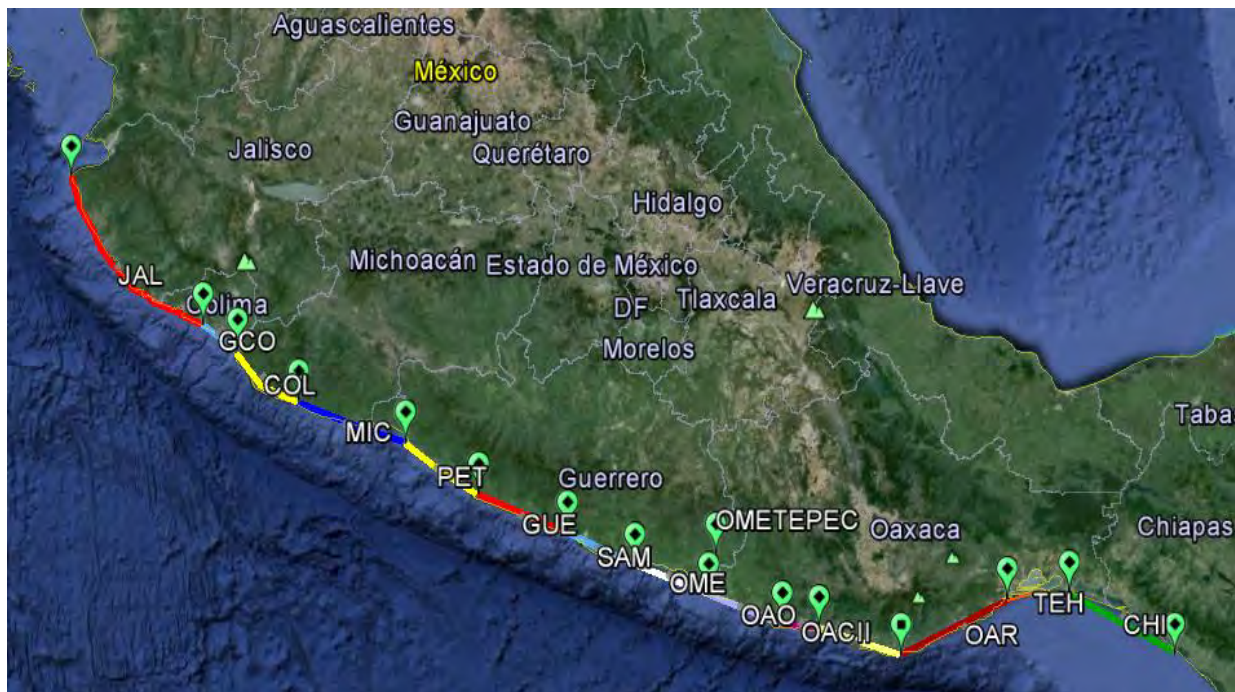 Aguascalientes
México
Guanajuato
Jalisco
Querétaro
Hidalgo
Michoacán
Estado de México
Veracruz-Llave
DF
Tlaxcala
Morelos
JAL
Colima
GCO
COL
MIC
PET
Guerrero
GUE
SAM
OMETEPEC
OME
Oaxaca
OAO
OACII
OAR
TEH
CHI
Tabas
Chiapas